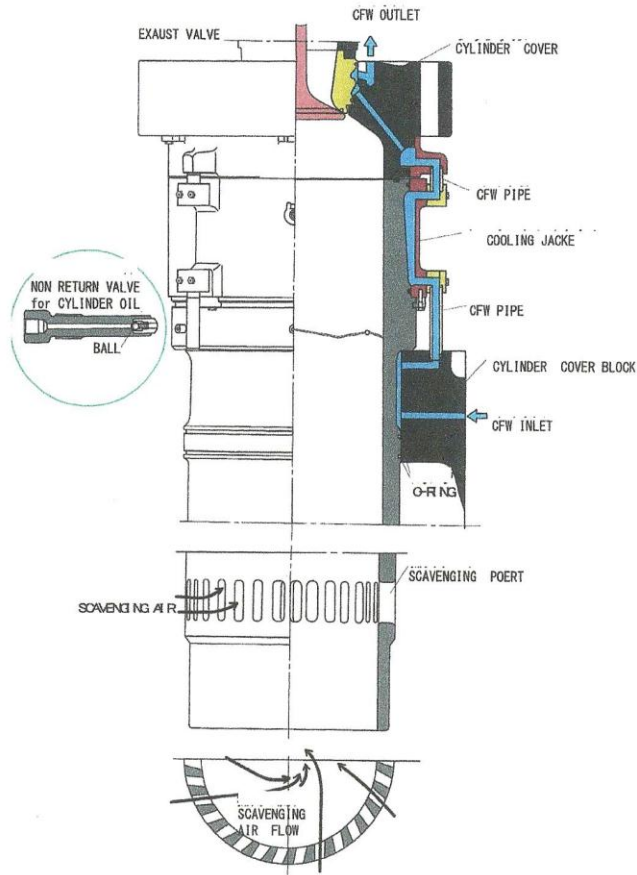 CFW OUTLET
EXAUST VALVE
CYLINDER COVER
CFW PIPE
COOLING JACKE
NON RETURN VALVE
for CYLINDER OIL
BALL
CFW PIPE
CYLINDER COVER BLOCK
CFW INLET
O-RING
SCAVENGING POERT
SCAVENGING AIR
SCAVENGING
AIR FLOW